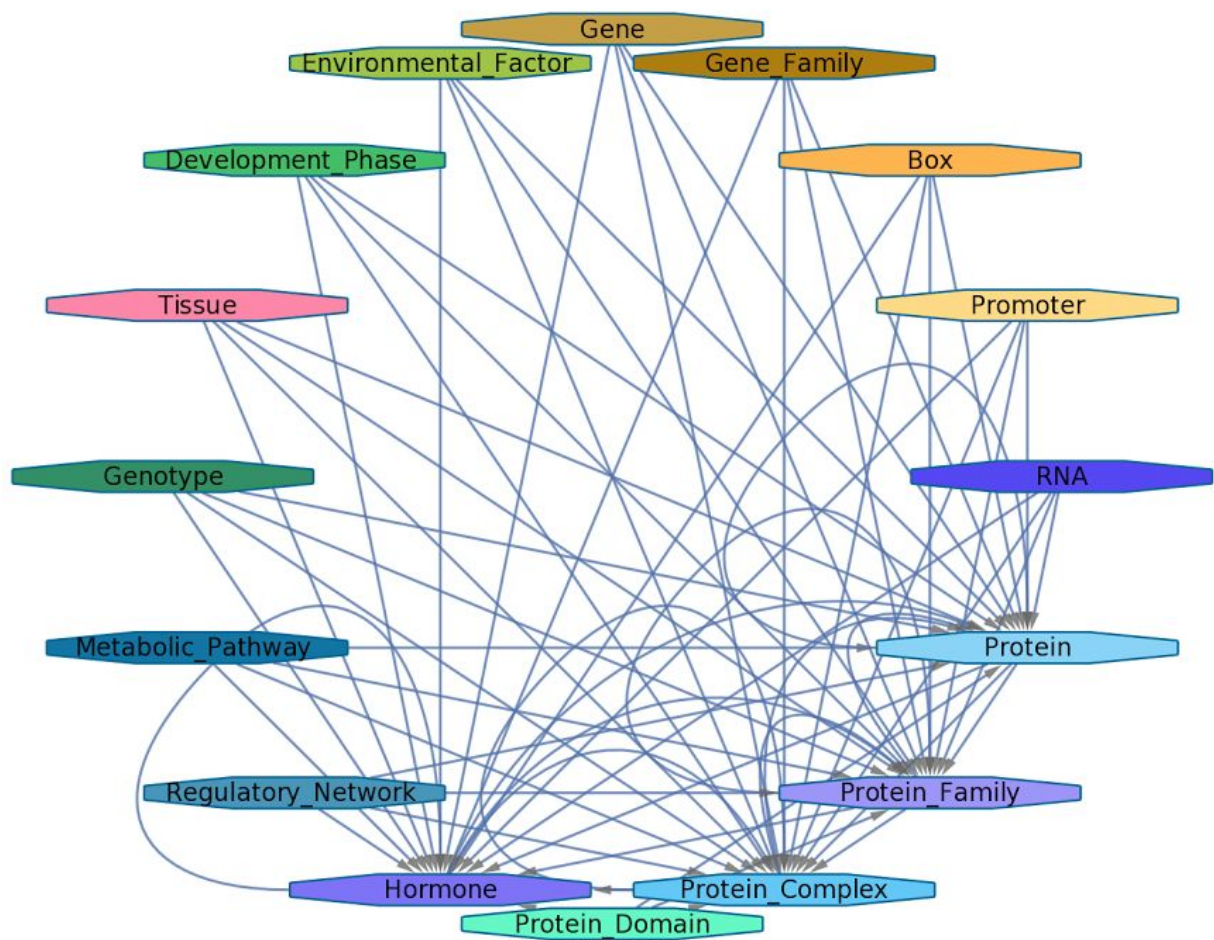 Gene
Environmental_Factor
Gene_Family
Development_Phase
Box
Tissue
Promoter
Genotype
RNA
Metabolic_Pathway
Protein
Regulatory_Network
Protein_Family
Hormone
Protein_Complex
Protein_Domain